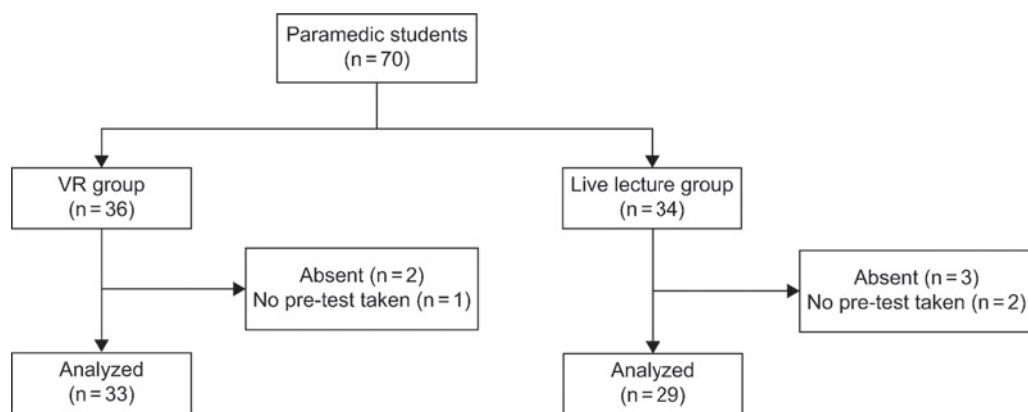 Paramedic students
(n = 70)
VR group
(n = 36)
Live lecture group
(n = 34)
Absent (n = 2)
No pre-test taken (n = 1)
Absent (n = 3)
No pre-test taken (n = 2)
Analyzed
(n = 33)
Analyzed
(n = 29)